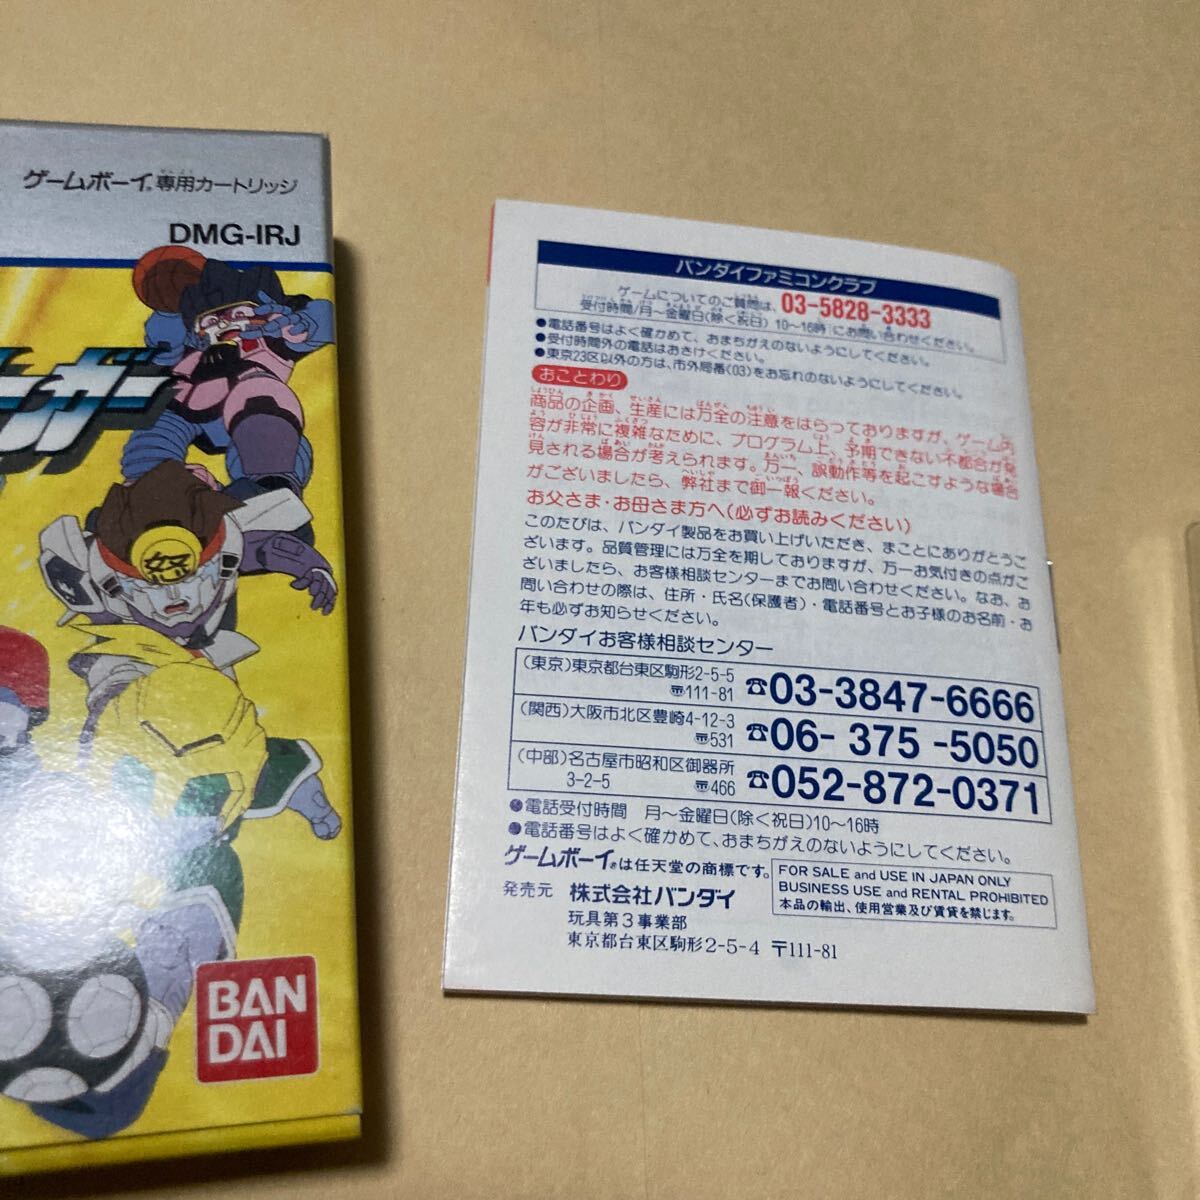 ゲームボーイ®専用カートリッジ
DMG-IRJ
ーガー
怒
BAN
DAI
バンダイファミコンクラブ
ゲームについてのご質問は、03-5828-3333
受付時間/月〜金曜日(除く祝日) 10〜16時にお問い合わせください。
●電話番号はよく確かめて、おまちがえのないようにしてください。
●受付時間外の電話はおさけください。
●東京23区以外の方は、市外局番(03)をお忘れのないようにしてください。
おことわり
商品の企画、生産には万全の注意をはらっておりますが、ゲーム内
容が非常に複雑なために、プログラム上、予期できない不都合が発
見される場合が考えられます。万一、誤動作等を起こすような場合
がございましたら、弊社まで御一報ください。
お父さま・お母さま方へ(必ずお読みください)
このたびは、バンダイ製品をお買い上げいただき、まことにありがとうご
ざいます。品質管理には万全を期しておりますが、万一お気付きの点がご
ざいましたら、お客様相談センターまでお問い合わせください。なお、お
問い合わせの際は、住所・氏名(保護者)・電話番号とお子様のお名前・お
年も必ずお知らせください。
バンダイお客様相談センター
(東京)東京都台東区駒形2-5-5
〠111-81 ☎03-3847-6666
(関西)大阪市北区豊崎4-12-3
〠531 ☎06-375-5050
(中部)名古屋市昭和区御器所
3-2-5 〠466 ☎052-872-0371
●電話受付時間 月〜金曜日(除く祝日)10〜16時
●電話番号はよく確かめて、おまちがえのないようにしてください。
ゲームボーイ®は任天堂の商標です。
FOR SALE and USE IN JAPAN ONLY
BUSINESS USE and RENTAL PROHIBITED
本品の輸出、使用営業及び賃貸を禁じます。
発売元 株式会社バンダイ
玩具第3事業部
東京都台東区駒形2-5-4 〒111-81